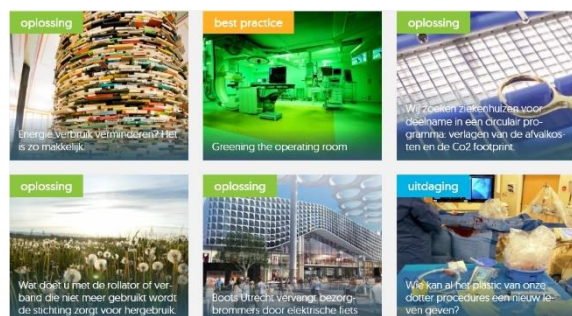 oplossing
Energie verbruik verminderen? Het
is zo makkelijk.
best practice
Greening the operating room
oplossing
Wij zoeken ziekenhuizen voor
deelname in een circulair pro-
gramma: verlagen van de afvalkos-
ten en de Co2 footprint.
oplossing
Wat doet u met de rollator of ver-
band die niet meer gebruikt wordt
de stichting zorgt voor hergebruik.
oplossing
Boots Utrecht vervangt bezorg-
brommers door elektrische fiets
uitdaging
Wie kan al het plastic van onze
dotter procedures een nieuw le-
ven geven?